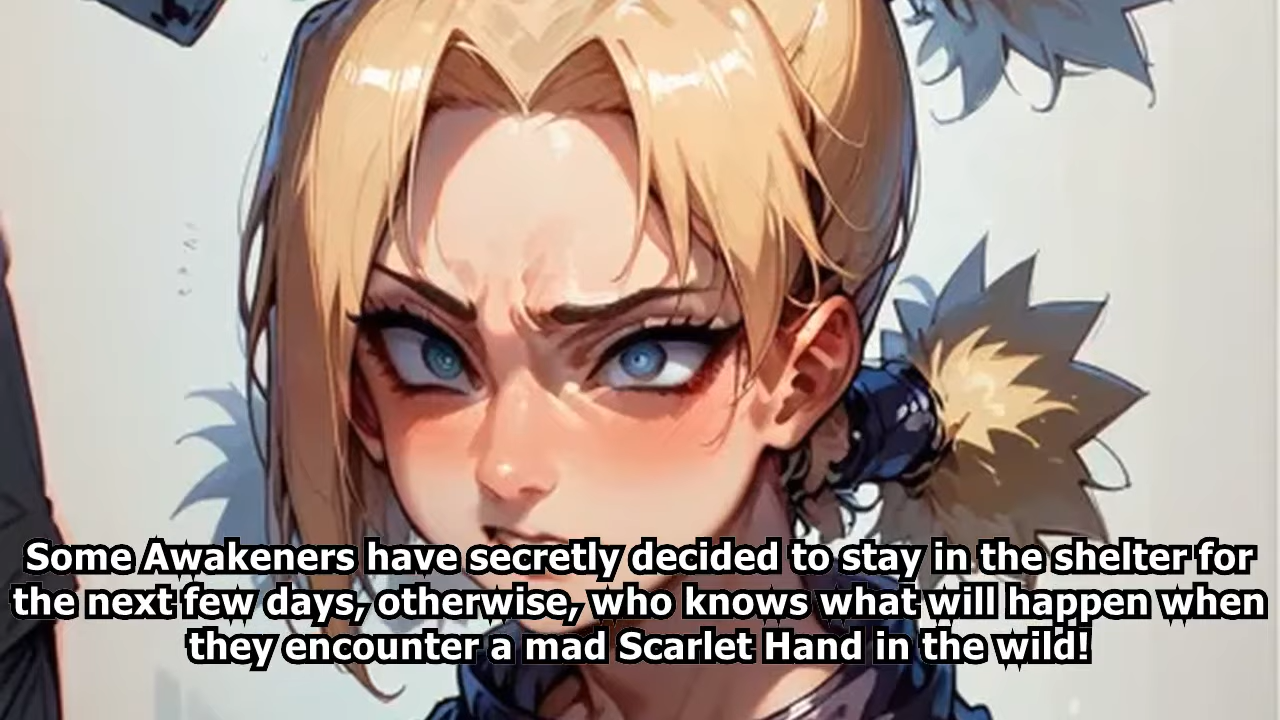 Some Awakeners have secretly decided to stay in the shelter for
the next few days, otherwise, who knows what will happen when
they encounter a mad Scarlet Hand in the wild!